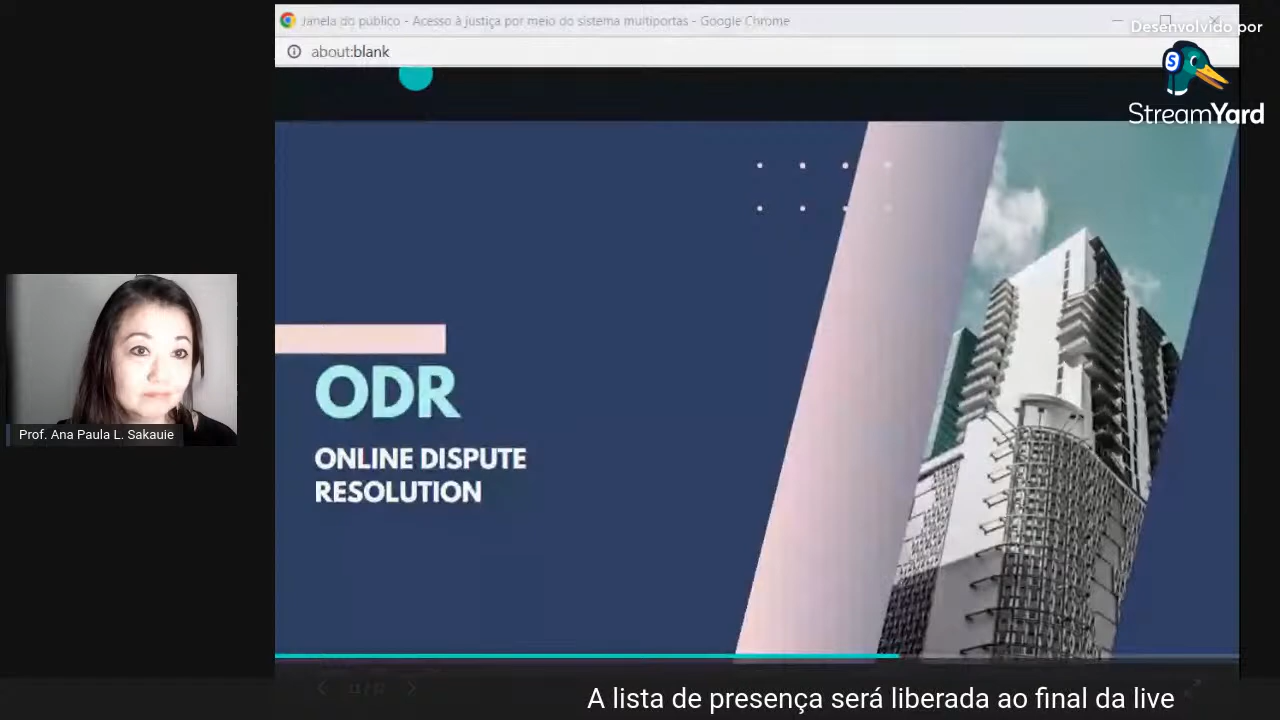 Janela do público - Acesso à justiça por meio do sistema multiportas - Google Chrome
about:blank
Desenvolvido por
StreamYard
ODR
ONLINE DISPUTE
RESOLUTION
Prof. Ana Paula L. Sakauie
A lista de presença será liberada ao final da live